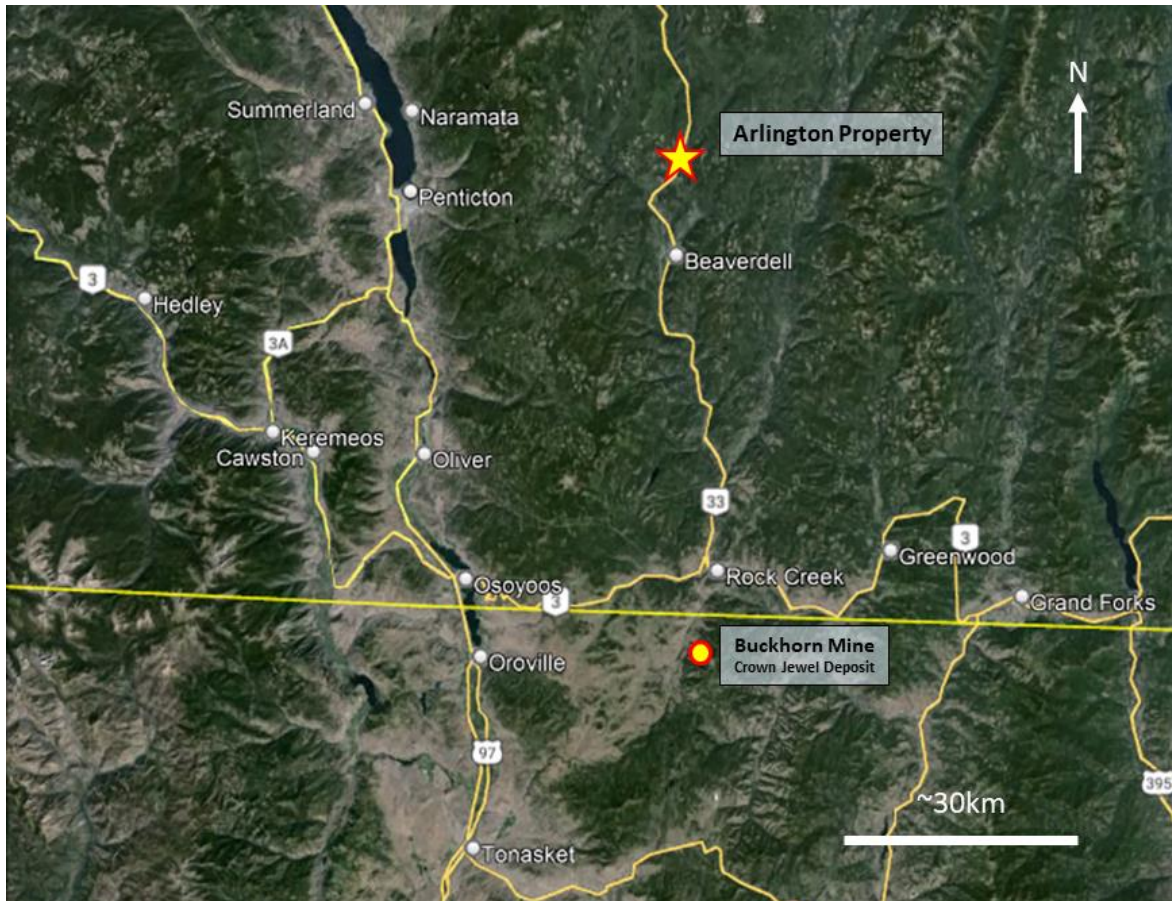 N
Summerland
Naramata
Arlington Property
Penticton
Beaverdell
3
Hedley
3A
Keremeos
Cawston
Oliver
33
3
Greenwood
Osoyoos
Rock Creek
3
Grand Forks
Buckhorn Mine
Crown Jewel Deposit
Oroville
97
395
~30km
Tonasket